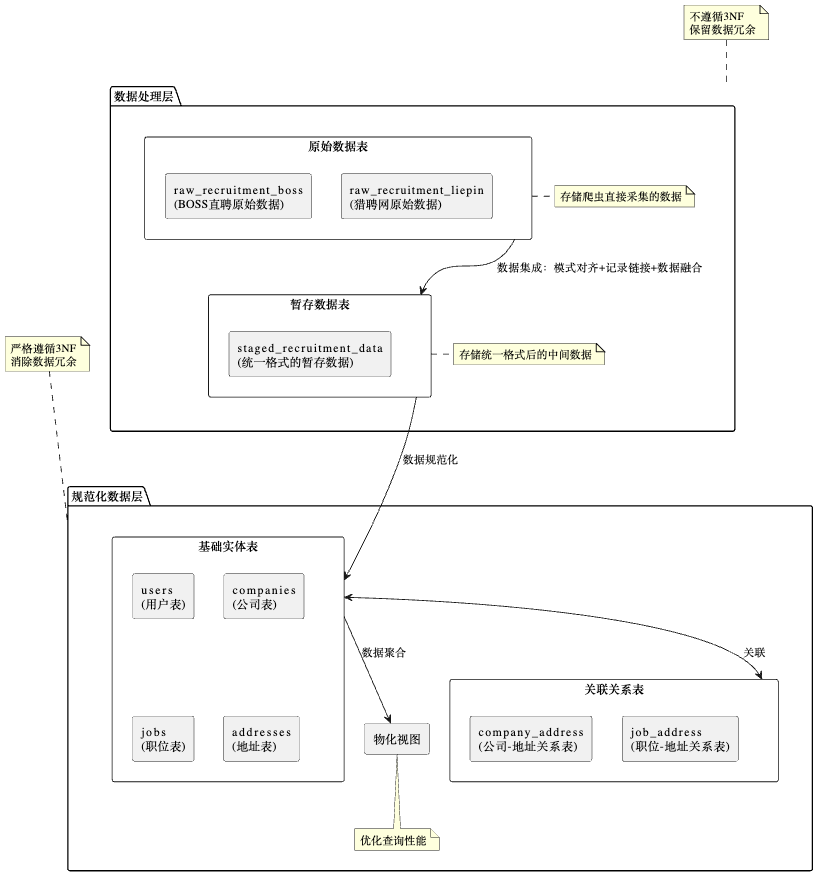 不遵循3NF
保留数据冗余
数据处理层
原始数据表
raw_recruitment_boss
(BOSS直聘原始数据)
raw_recruitment_liepin
(猎聘网原始数据)
存储爬虫直接采集的数据
数据集成：模式对齐+记录链接+数据融合
暂存数据表
staged_recruitment_data
(统一格式的暂存数据)
存储统一格式后的中间数据
严格遵循3NF
消除数据冗余
数据规范化
规范化数据层
基础实体表
users
(用户表)
companies
(公司表)
jobs
(职位表)
addresses
(地址表)
数据聚合
关联
物化视图
关联关系表
company_address
(公司-地址关系表)
job_address
(职位-地址关系表)
优化查询性能